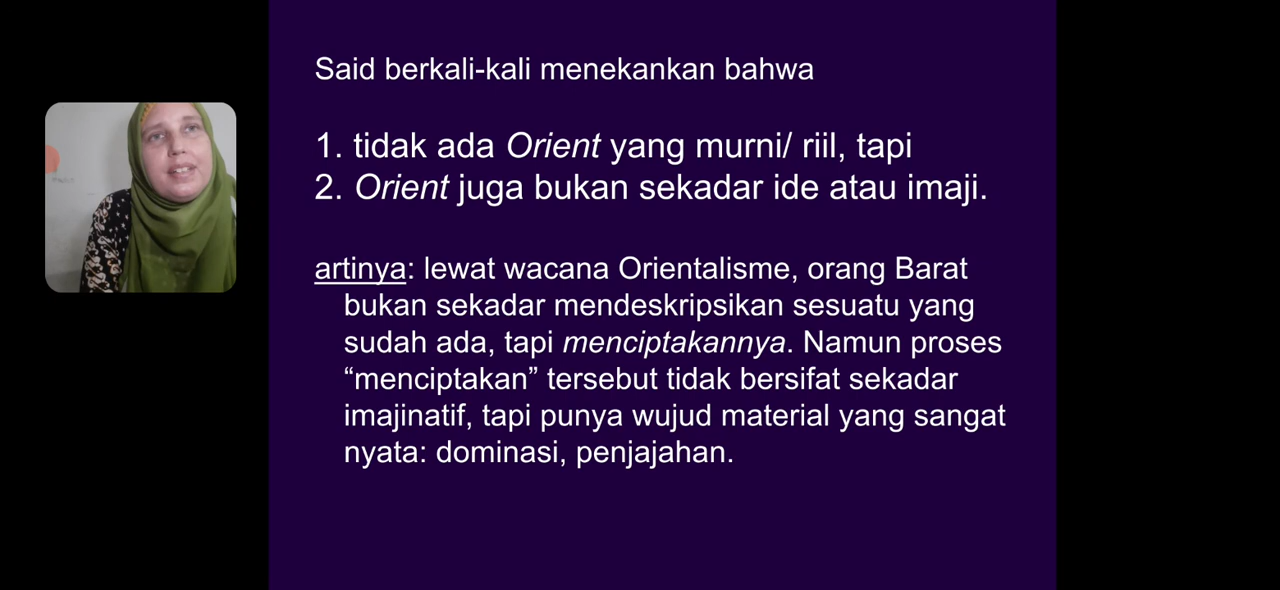 Said berkali-kali menekankan bahwa
1. tidak ada Orient yang murni/ riil, tapi
2. Orient juga bukan sekadar ide atau imaji.
artinya: lewat wacana Orientalisme, orang Barat
bukan sekadar mendeskripsikan sesuatu yang
sudah ada, tapi menciptakannya. Namun proses
“menciptakan” tersebut tidak bersifat sekadar
imajinatif, tapi punya wujud material yang sangat
nyata: dominasi, penjajahan.